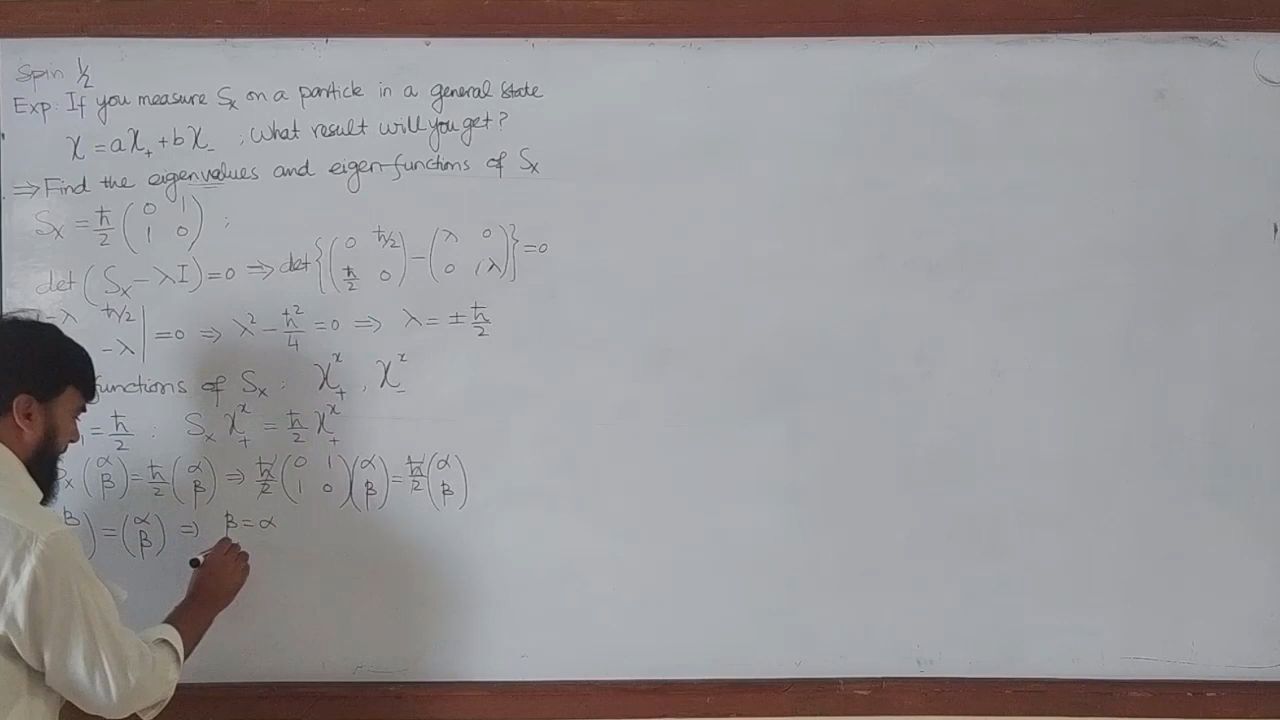 Spin 1/2
Exp: If you measure Sₓ on a particle in a general state
χ = aχ₊ + bχ₋ ; What result will you get?
⇒ Find the eigenvalues and eigen-functions of Sₓ
Sₓ = ħ/2 ( 0 1 ; 1 0 ) ;
det( Sₓ - λI ) = 0 ⇒ det { ( 0 ħ/2 ; ħ/2 0 ) - ( λ 0 ; 0 λ ) } = 0
-λ ħ/2 ; -λ | = 0 ⇒ λ² - ħ²/4 = 0 ⇒ λ = ± ħ/2
functions of Sₓ : χ₊ˣ , χ₋ˣ
= ħ/2 : Sₓ χ₊ˣ = ħ/2 χ₊ˣ
Sₓ ( α ; β ) = ħ/2 ( α ; β ) ⇒ ħ/2 ( 0 1 ; 1 0 ) ( α ; β ) = ħ/2 ( α ; β )
β ) = ( α ; β ) ⇒ β = α